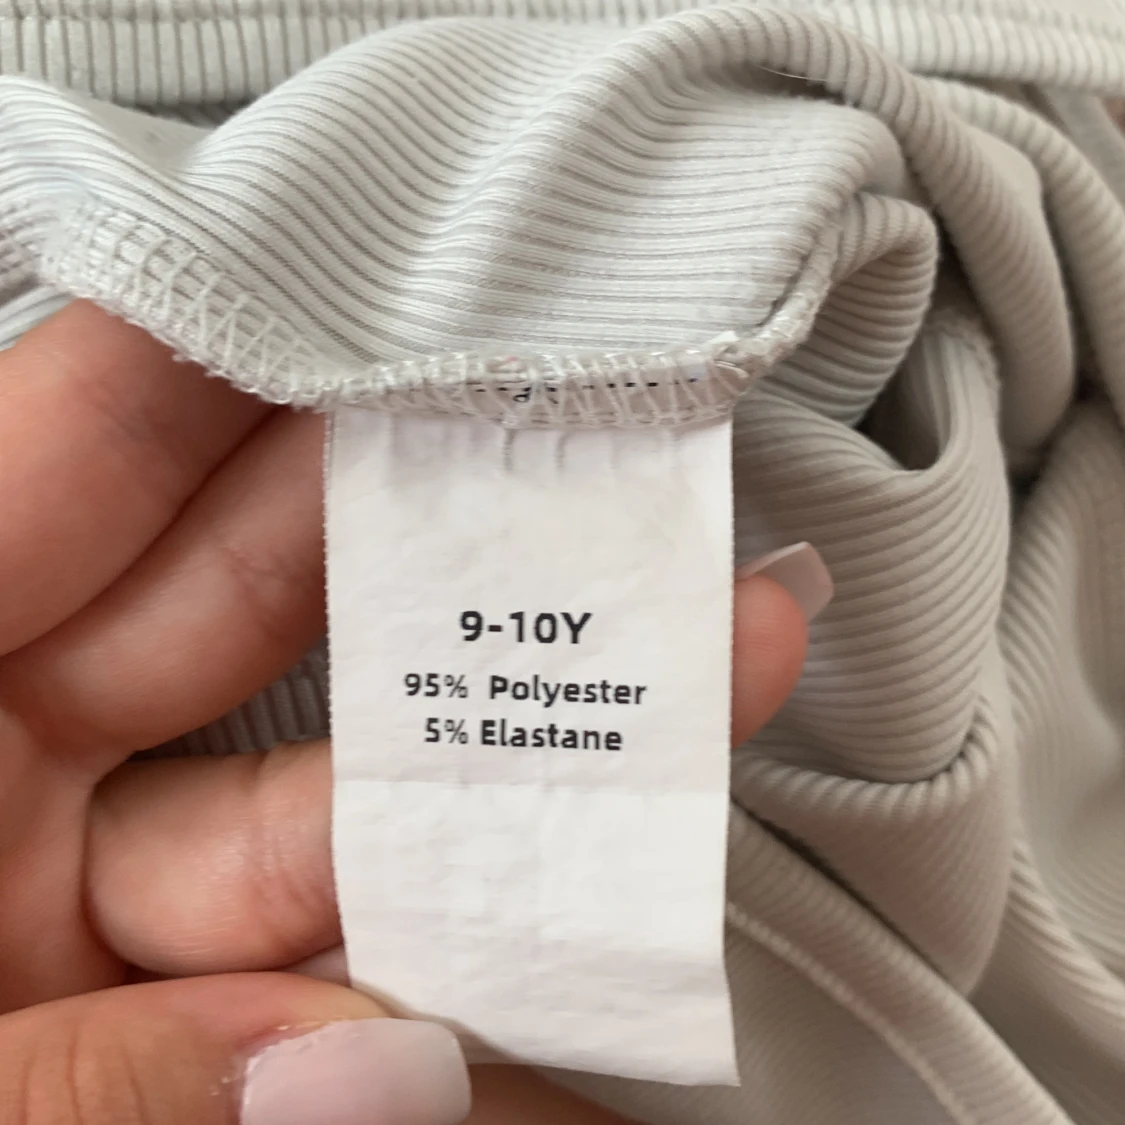 9-10Y
95% Polyester
5% Elastane